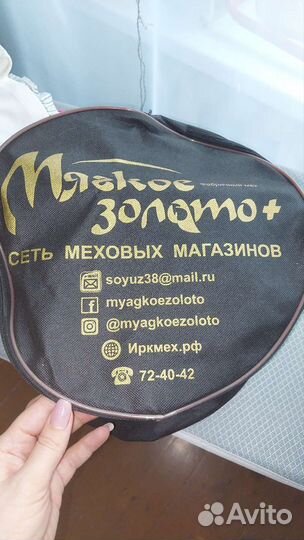 Мягкое
золото+
СЕТЬ МЕХОВЫХ МАГАЗИНОВ
soyuz38@mail.ru
myagkoezoloto
@myagkoezoloto
Иркмех.рф
72-40-42
Avito